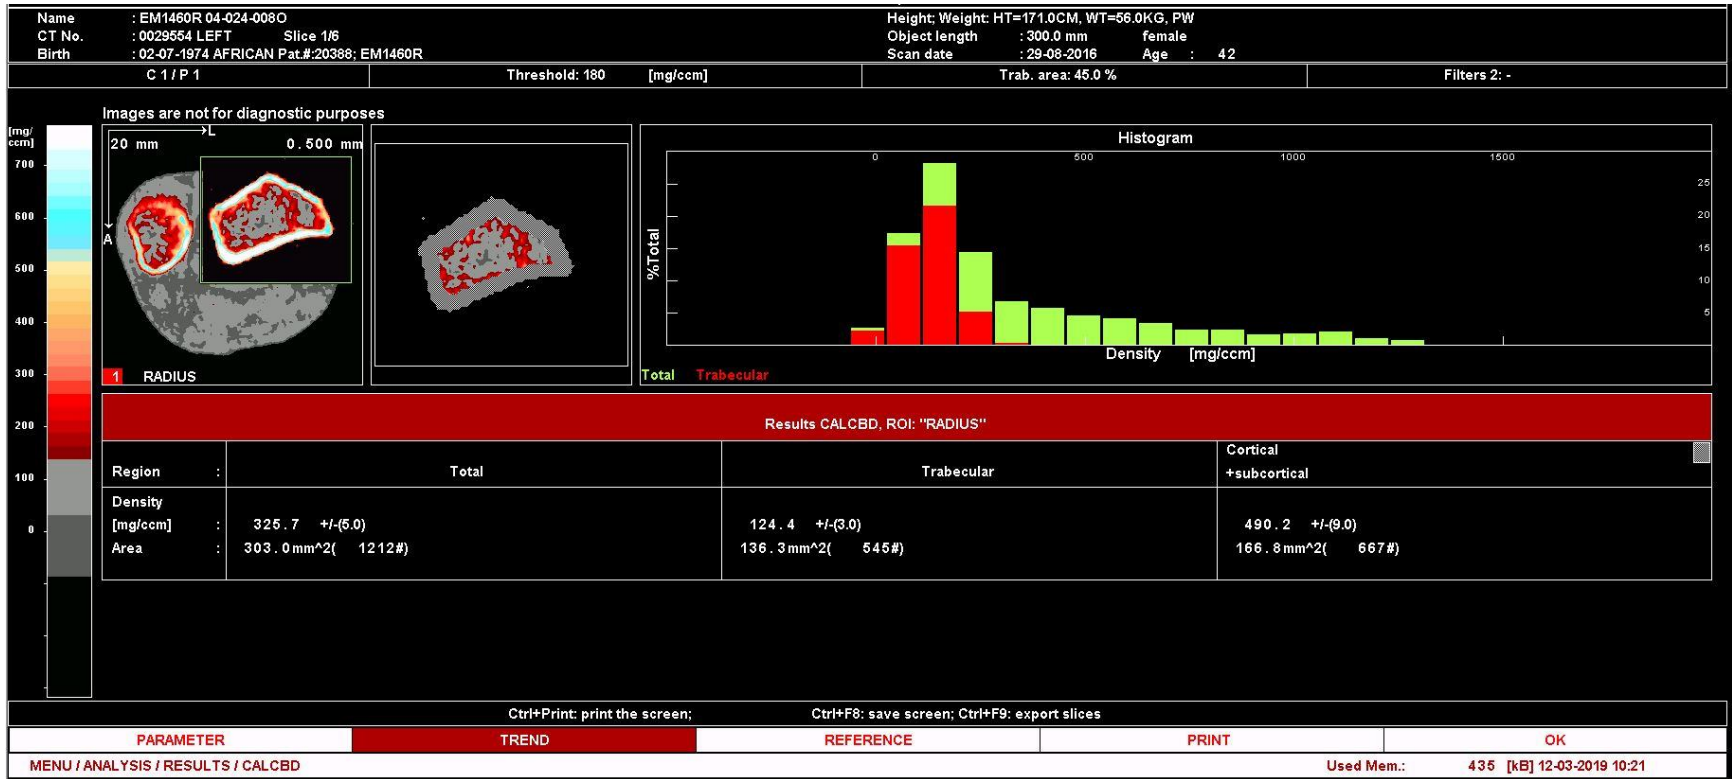 Name : EM1460R 04-024-008O Height; Weight: HT=171.0CM, WT=56.0KG, PW
CT No. : 0029554 LEFT Slice 1/6 Object length : 300.0 mm female
Birth : 02-07-1974 AFRICAN Pat.#:20388; EM1460R Scan date : 29-08-2016 Age : 42
C 1 / P 1 Threshold: 180 [mg/ccm] Trab. area: 45.0 % Filters 2: -
Images are not for diagnostic purposes
[mg/
ccm]
700
600
500
400
300
200
100
0
L
20 mm 0.500 mm
A
1 RADIUS
Histogram
0 500 1000 1500
25
20
15
10
5
%Total
Density [mg/ccm]
Total Trabecular
Results CALCBD, ROI: "RADIUS"
Region : Total Trabecular Cortical
+subcortical
Density
[mg/ccm] : 325.7 +/-(5.0) 124.4 +/-(3.0) 490.2 +/-(9.0)
Area : 303.0mm^2( 1212#) 136.3mm^2( 545#) 166.8mm^2( 667#)
Ctrl+Print: print the screen; Ctrl+F8: save screen; Ctrl+F9: export slices
PARAMETER TREND REFERENCE PRINT OK
MENU / ANALYSIS / RESULTS / CALCBD Used Mem.: 435 [kB] 12-03-2019 10:21